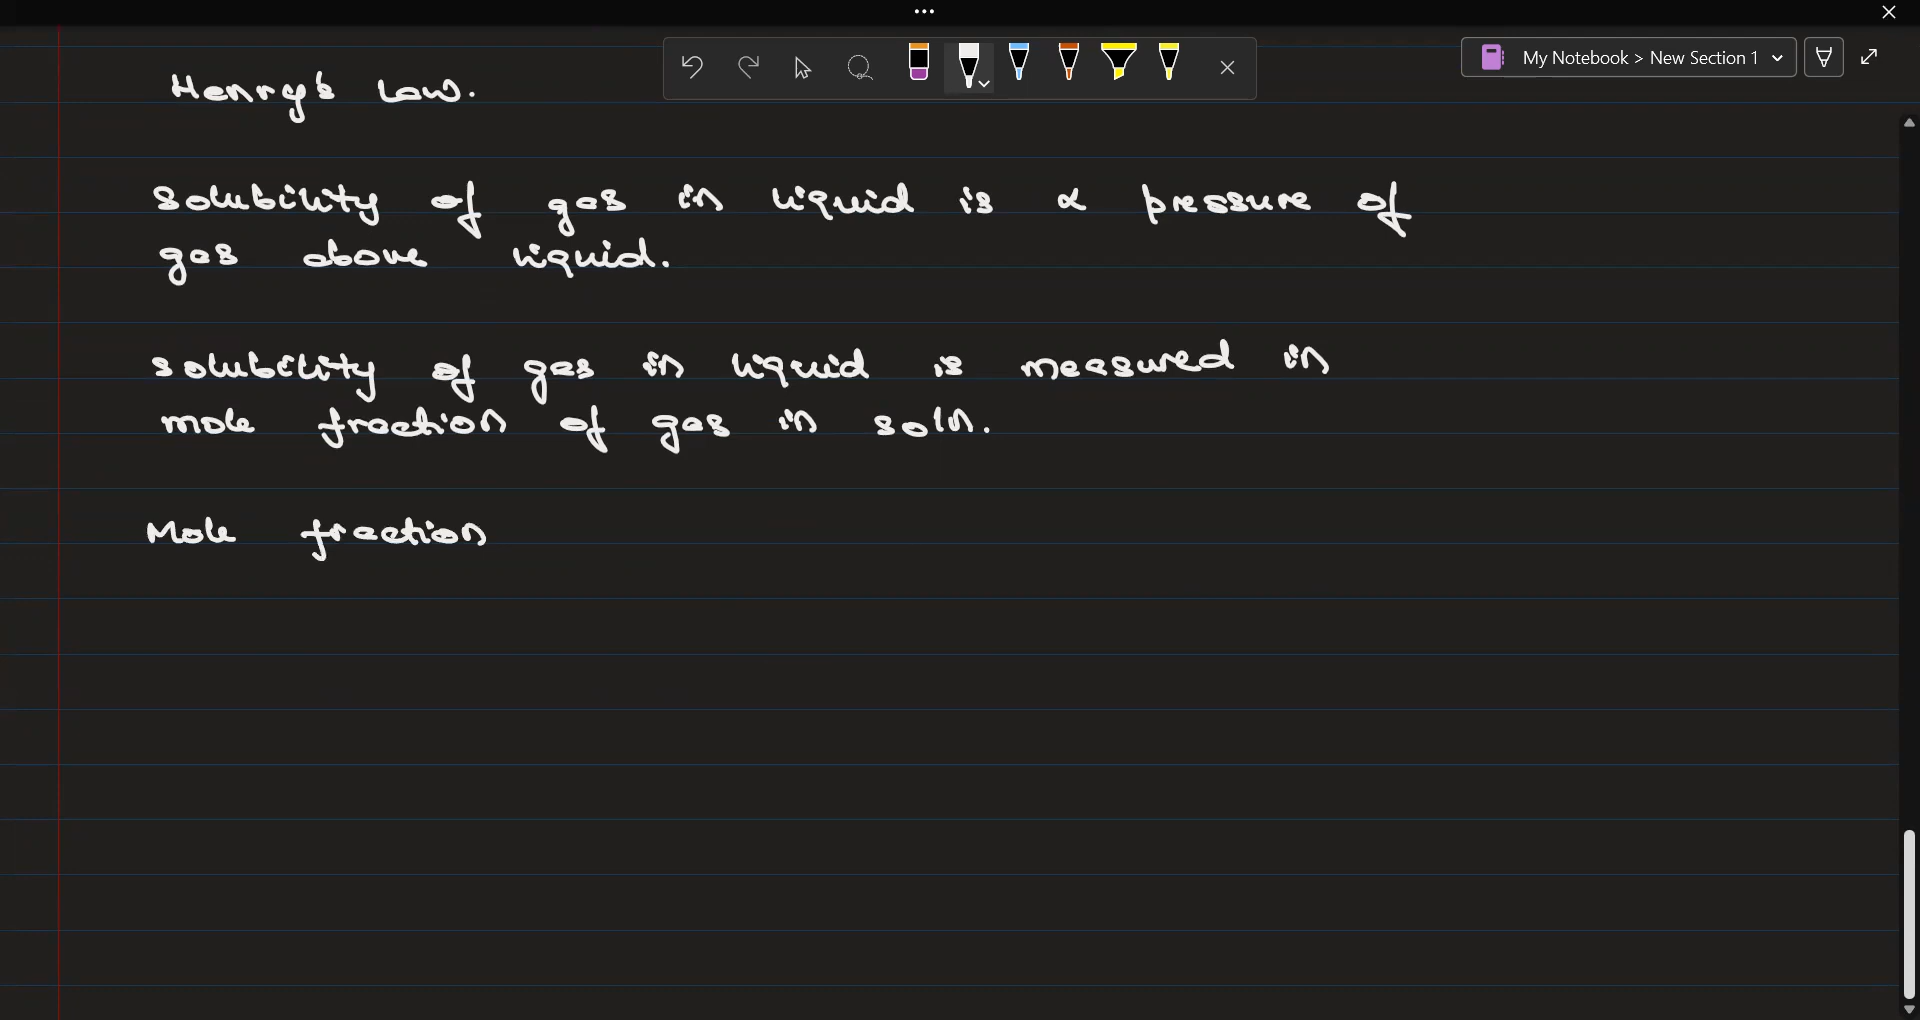 My Notebook > New Section 1
Henry's Law.
Solubility of gas in liquid is α pressure of
gas above liquid.
Solubility of gas in liquid is measured in
mole fraction of gas in soln.
Mole fraction